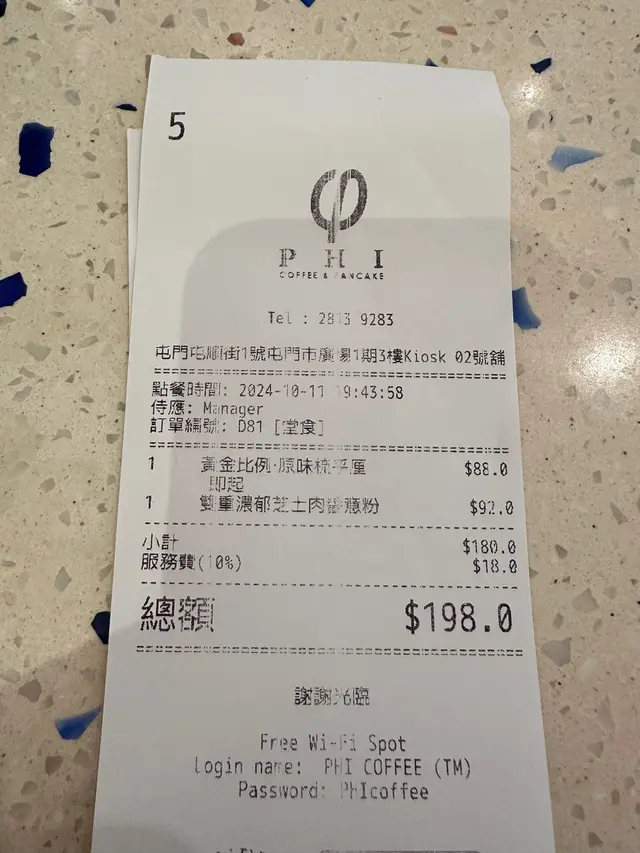 5
PHI
COFFEE & PANCAKE
Tel : 2813 9283
屯門屯順街1號屯門市廣場1期3樓Kiosk 02號舖
點餐時間: 2024-10-11 19:43:58
侍應: Manager
訂單編號: D81 [堂食]
1 黃金比例·原味梳乎厘 $88.0
即起
1 雙重濃郁芝士肉醬意粉 $92.0
小計 $180.0
服務費(10%) $18.0
總額 $198.0
謝謝光臨
Free Wi-Fi Spot
Login name: PHI COFFEE (TM)
Password: PHIcoffee